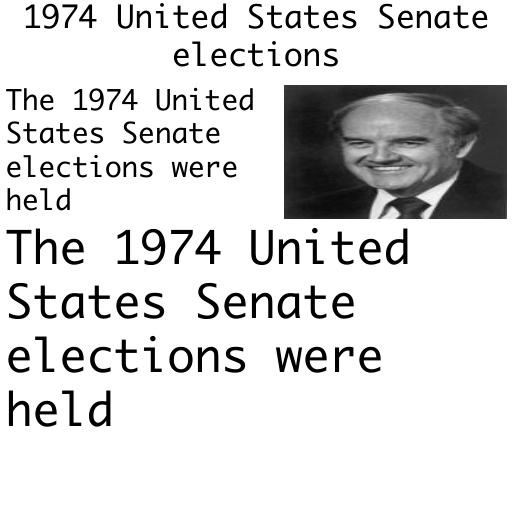 1974 United States Senate
elections
The 1974 United
States Senate
elections were
held
The 1974 United
States Senate
elections were
held